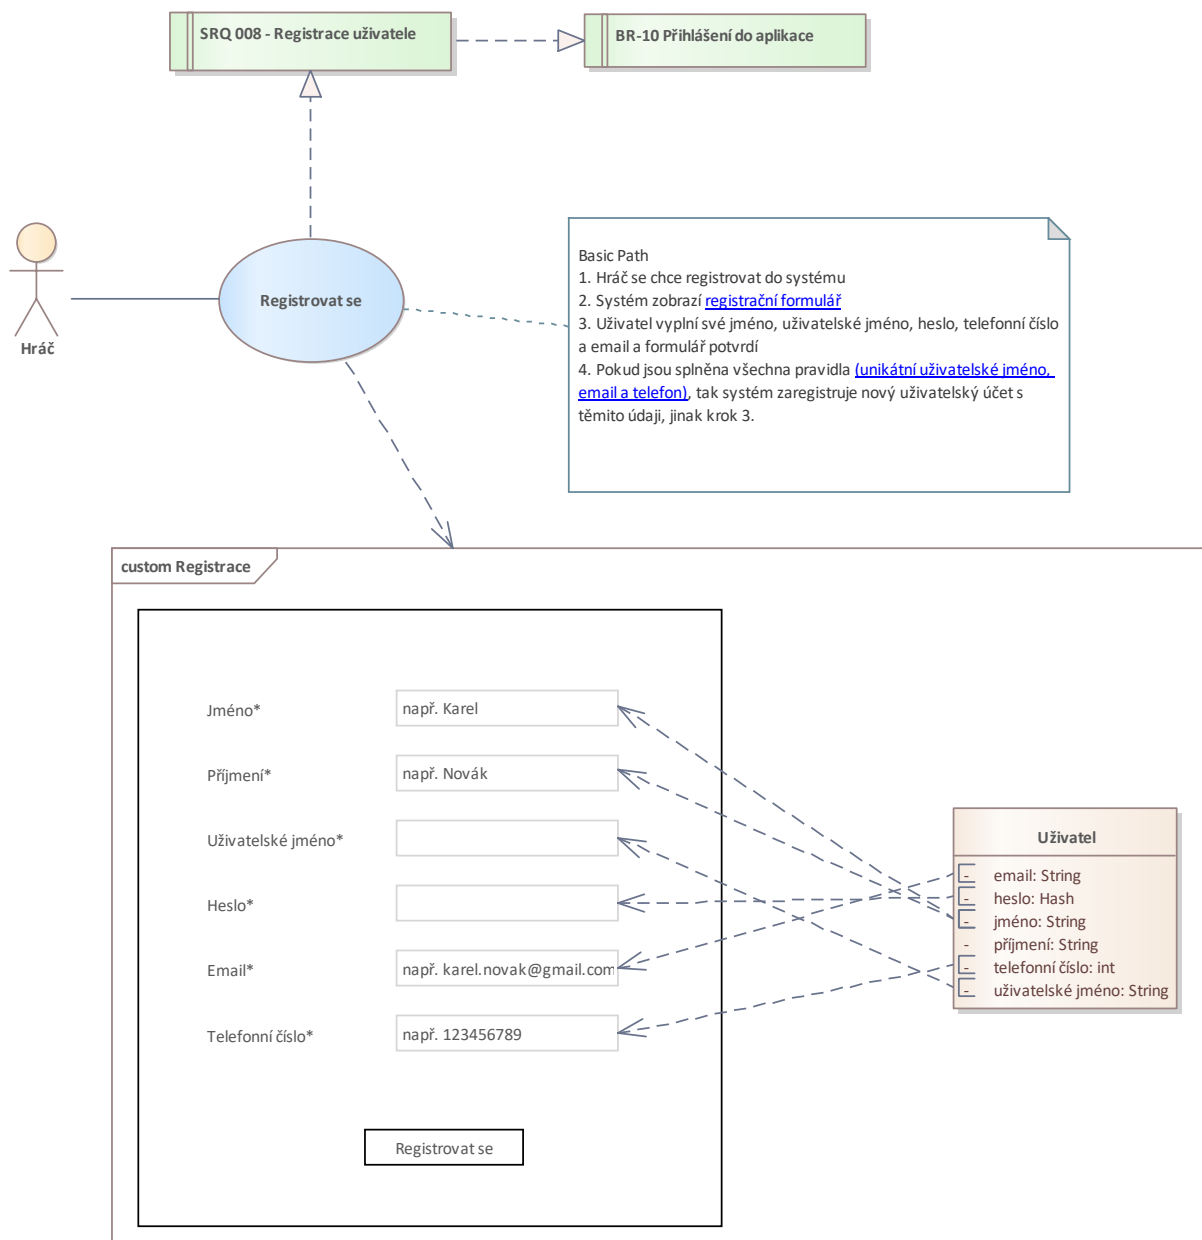 SRQ 008 - Registrace uživatele
BR-10 Přihlášení do aplikace
Hráč
Registrovat se
Basic Path
1. Hráč se chce registrovat do systému
2. Systém zobrazí registrační formulář
3. Uživatel vyplní své jméno, uživatelské jméno, heslo, telefonní číslo
a email a formulář potvrdí
4. Pokud jsou splněna všechna pravidla (unikátní uživatelské jméno,
email a telefon), tak systém zaregistruje nový uživatelský účet s
těmito údaji, jinak krok 3.
custom Registrace
Jméno*
např. Karel
Příjmení*
např. Novák
Uživatelské jméno*
Heslo*
Email*
např. karel.novak@gmail.com
Telefonní číslo*
např. 123456789
Registrovat se
Uživatel
- email: String
- heslo: Hash
- jméno: String
- příjmení: String
- telefonní číslo: int
- uživatelské jméno: String